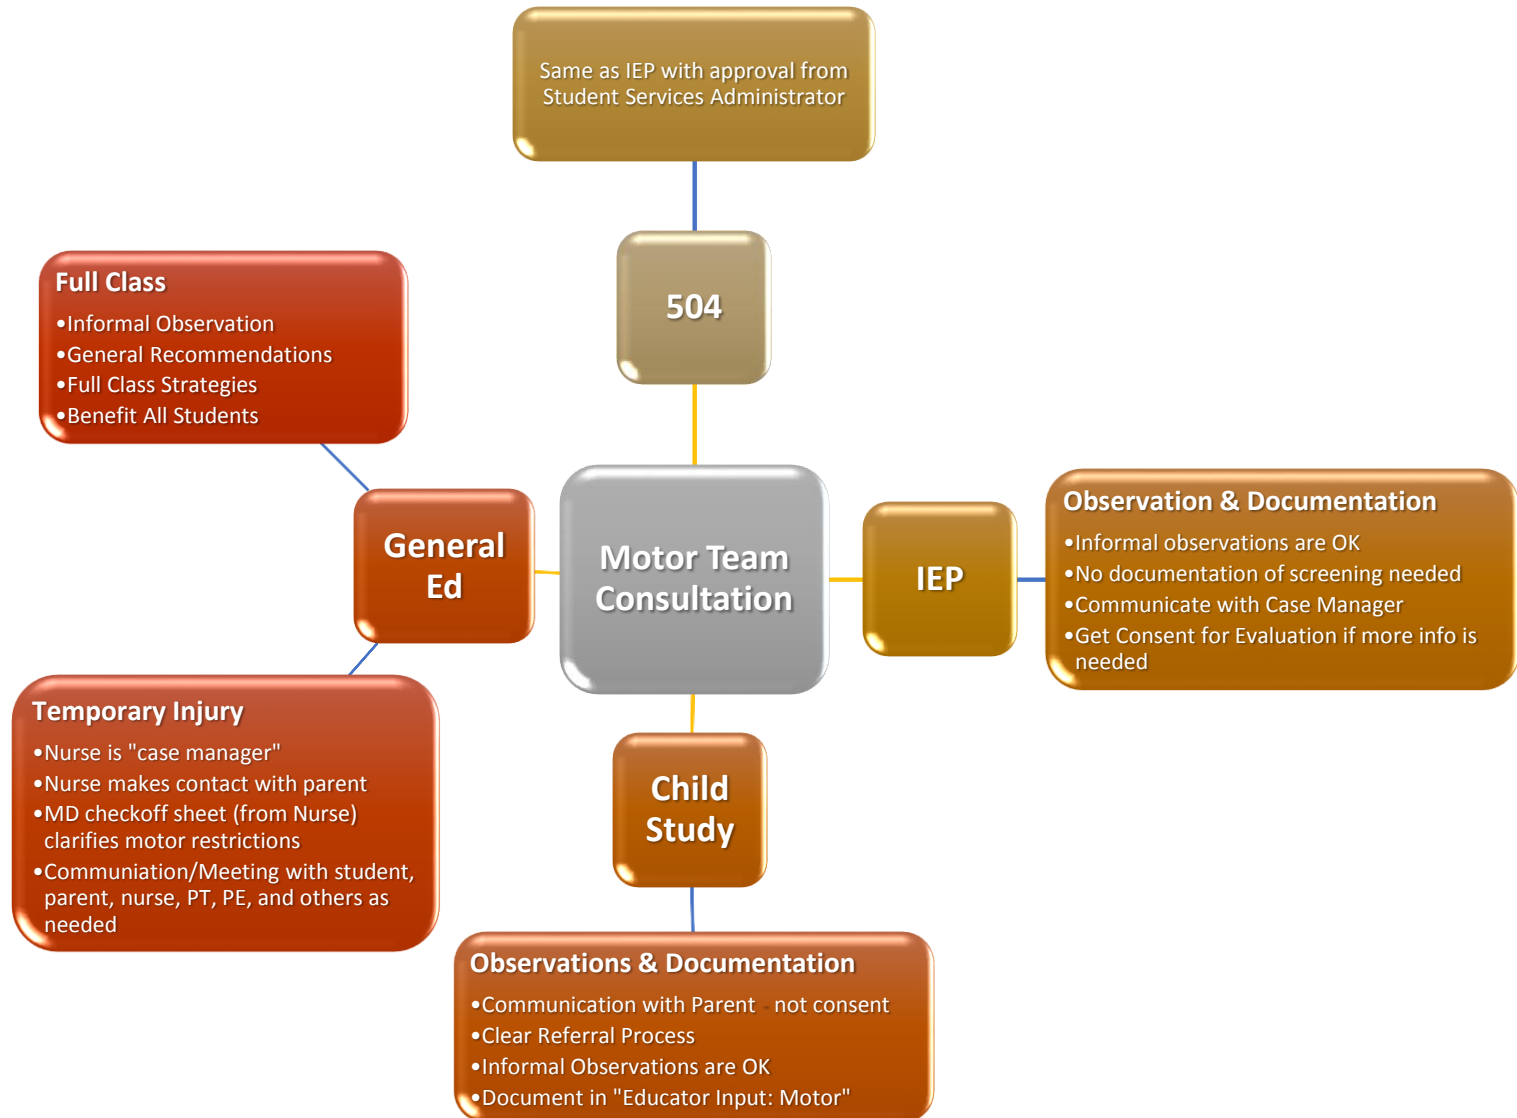 Same as IEP with approval from
Student Services Administrator
504
Full Class
•Informal Observation
•General Recommendations
•Full Class Strategies
•Benefit All Students
General
Ed
Motor Team
Consultation
IEP
Observation & Documentation
•Informal observations are OK
•No documentation of screening needed
•Communicate with Case Manager
•Get Consent for Evaluation if more info is
needed
Temporary Injury
•Nurse is "case manager"
•Nurse makes contact with parent
•MD checkoff sheet (from Nurse)
clarifies motor restrictions
•Communiation/Meeting with student,
parent, nurse, PT, PE, and others as
needed
Child
Study
Observations & Documentation
•Communication with Parent - not consent
•Clear Referral Process
•Informal Observations are OK
•Document in "Educator Input: Motor"